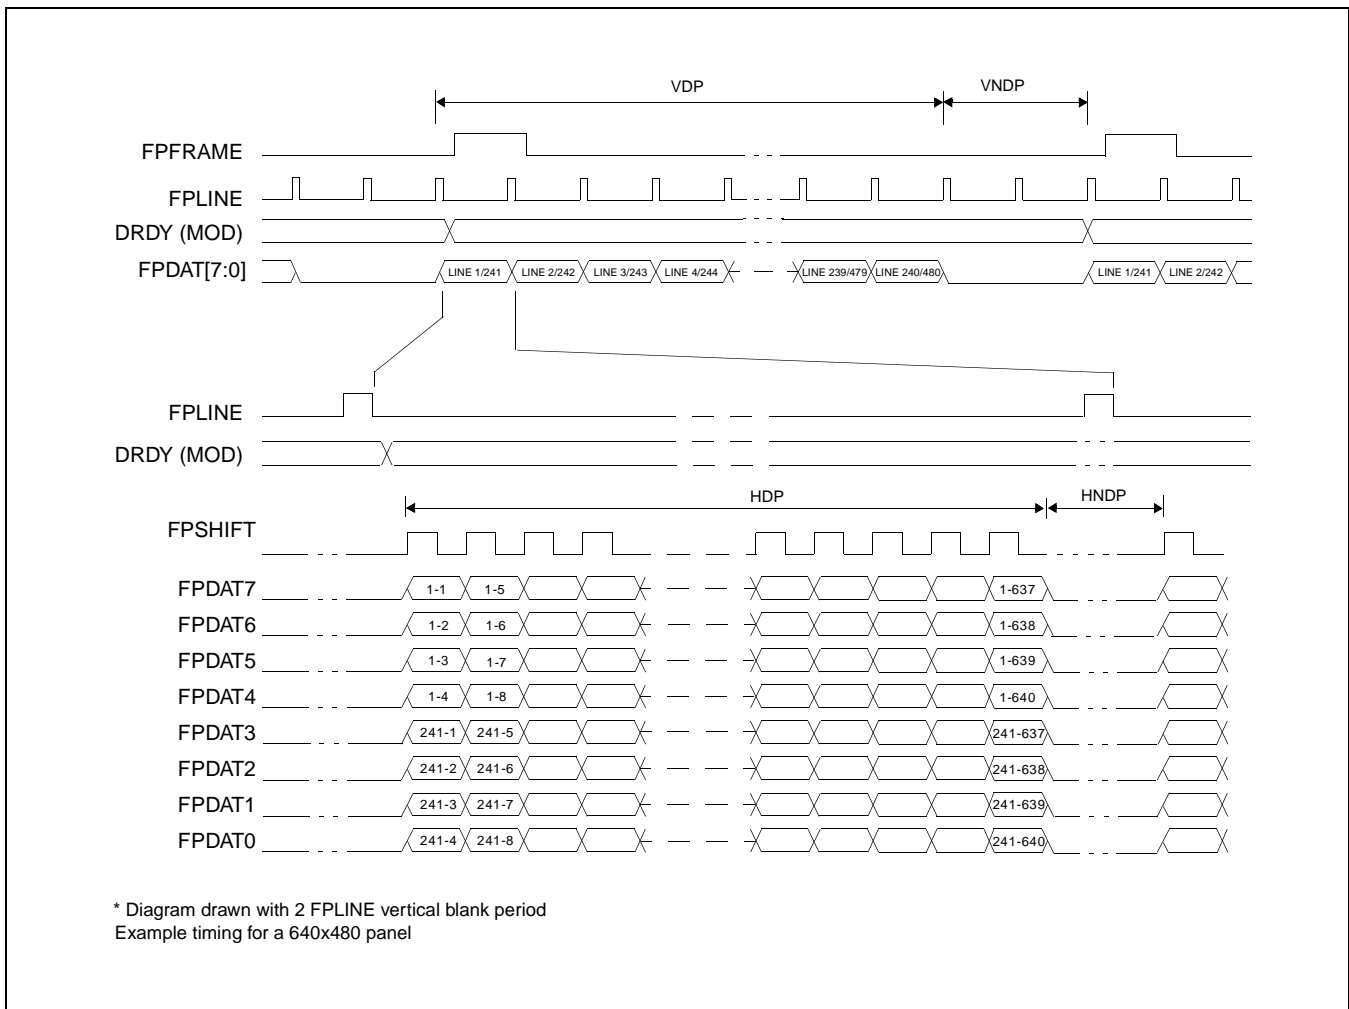 VDP VNDP
FPFRAME
FPLINE
DRDY (MOD)
FPDAT[7:0] LINE 1/241 LINE 2/242 LINE 3/243 LINE 4/244 LINE 239/479 LINE 240/480 LINE 1/241 LINE 2/242
FPLINE
DRDY (MOD)
HDP HNDP
FPSHIFT
FPDAT7 1-1 1-5 1-637
FPDAT6 1-2 1-6 1-638
FPDAT5 1-3 1-7 1-639
FPDAT4 1-4 1-8 1-640
FPDAT3 241-1 241-5 241-637
FPDAT2 241-2 241-6 241-638
FPDAT1 241-3 241-7 241-639
FPDAT0 241-4 241-8 241-640
* Diagram drawn with 2 FPLINE vertical blank period
Example timing for a 640x480 panel